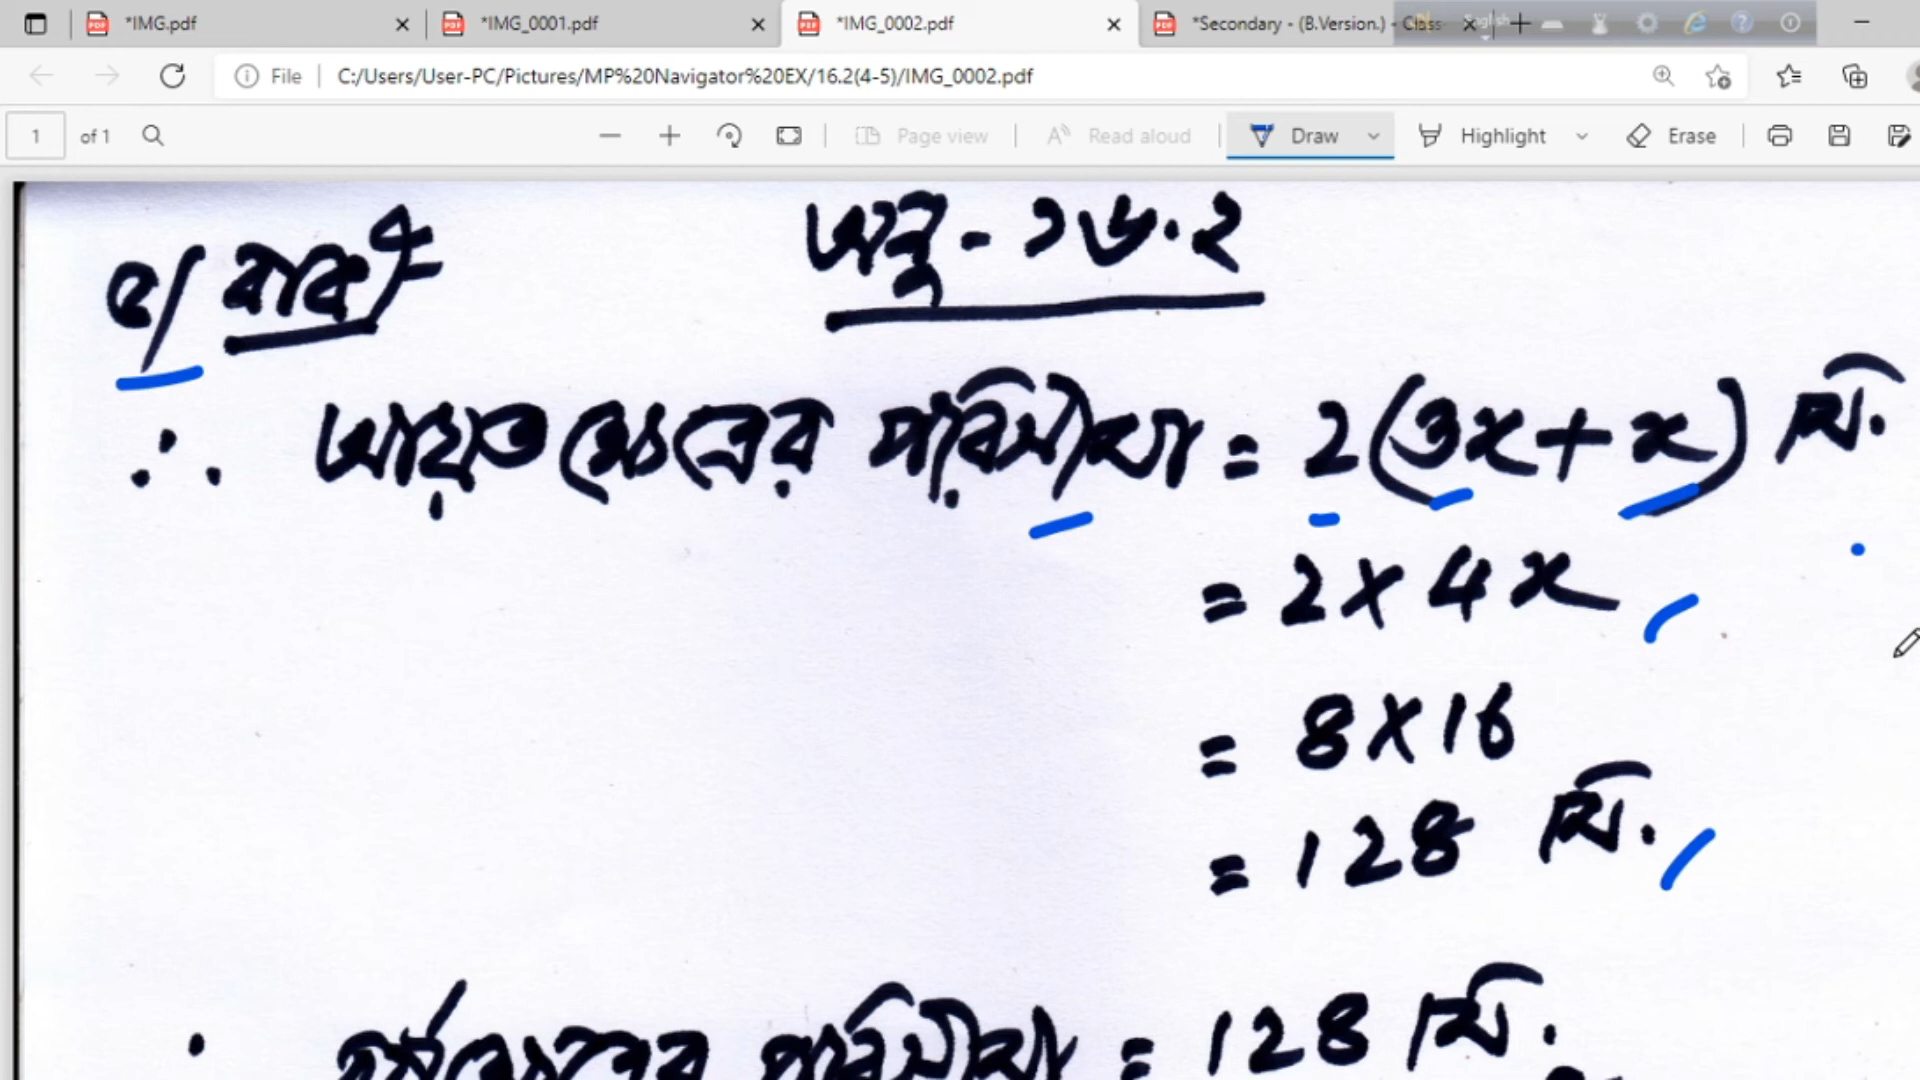 *IMG.pdf
*IMG_0001.pdf
*IMG_0002.pdf
*Secondary - (B.Version.) - Class
English
File
C:/Users/User-PC/Pictures/MP%20Navigator%20EX/16.2(4-5)/IMG_0002.pdf
1 of 1
Page view
Read aloud
Draw
Highlight
Erase
অনু - ১৬.২
৫/ বাকী
∴ আয়তক্ষেত্রের পরিসীমা = 2(3x+x) মি.
= 2 X 4x
= 8 X 16
= 128 মি.
বর্গক্ষেত্রের পরিসীমা = 128 মি.